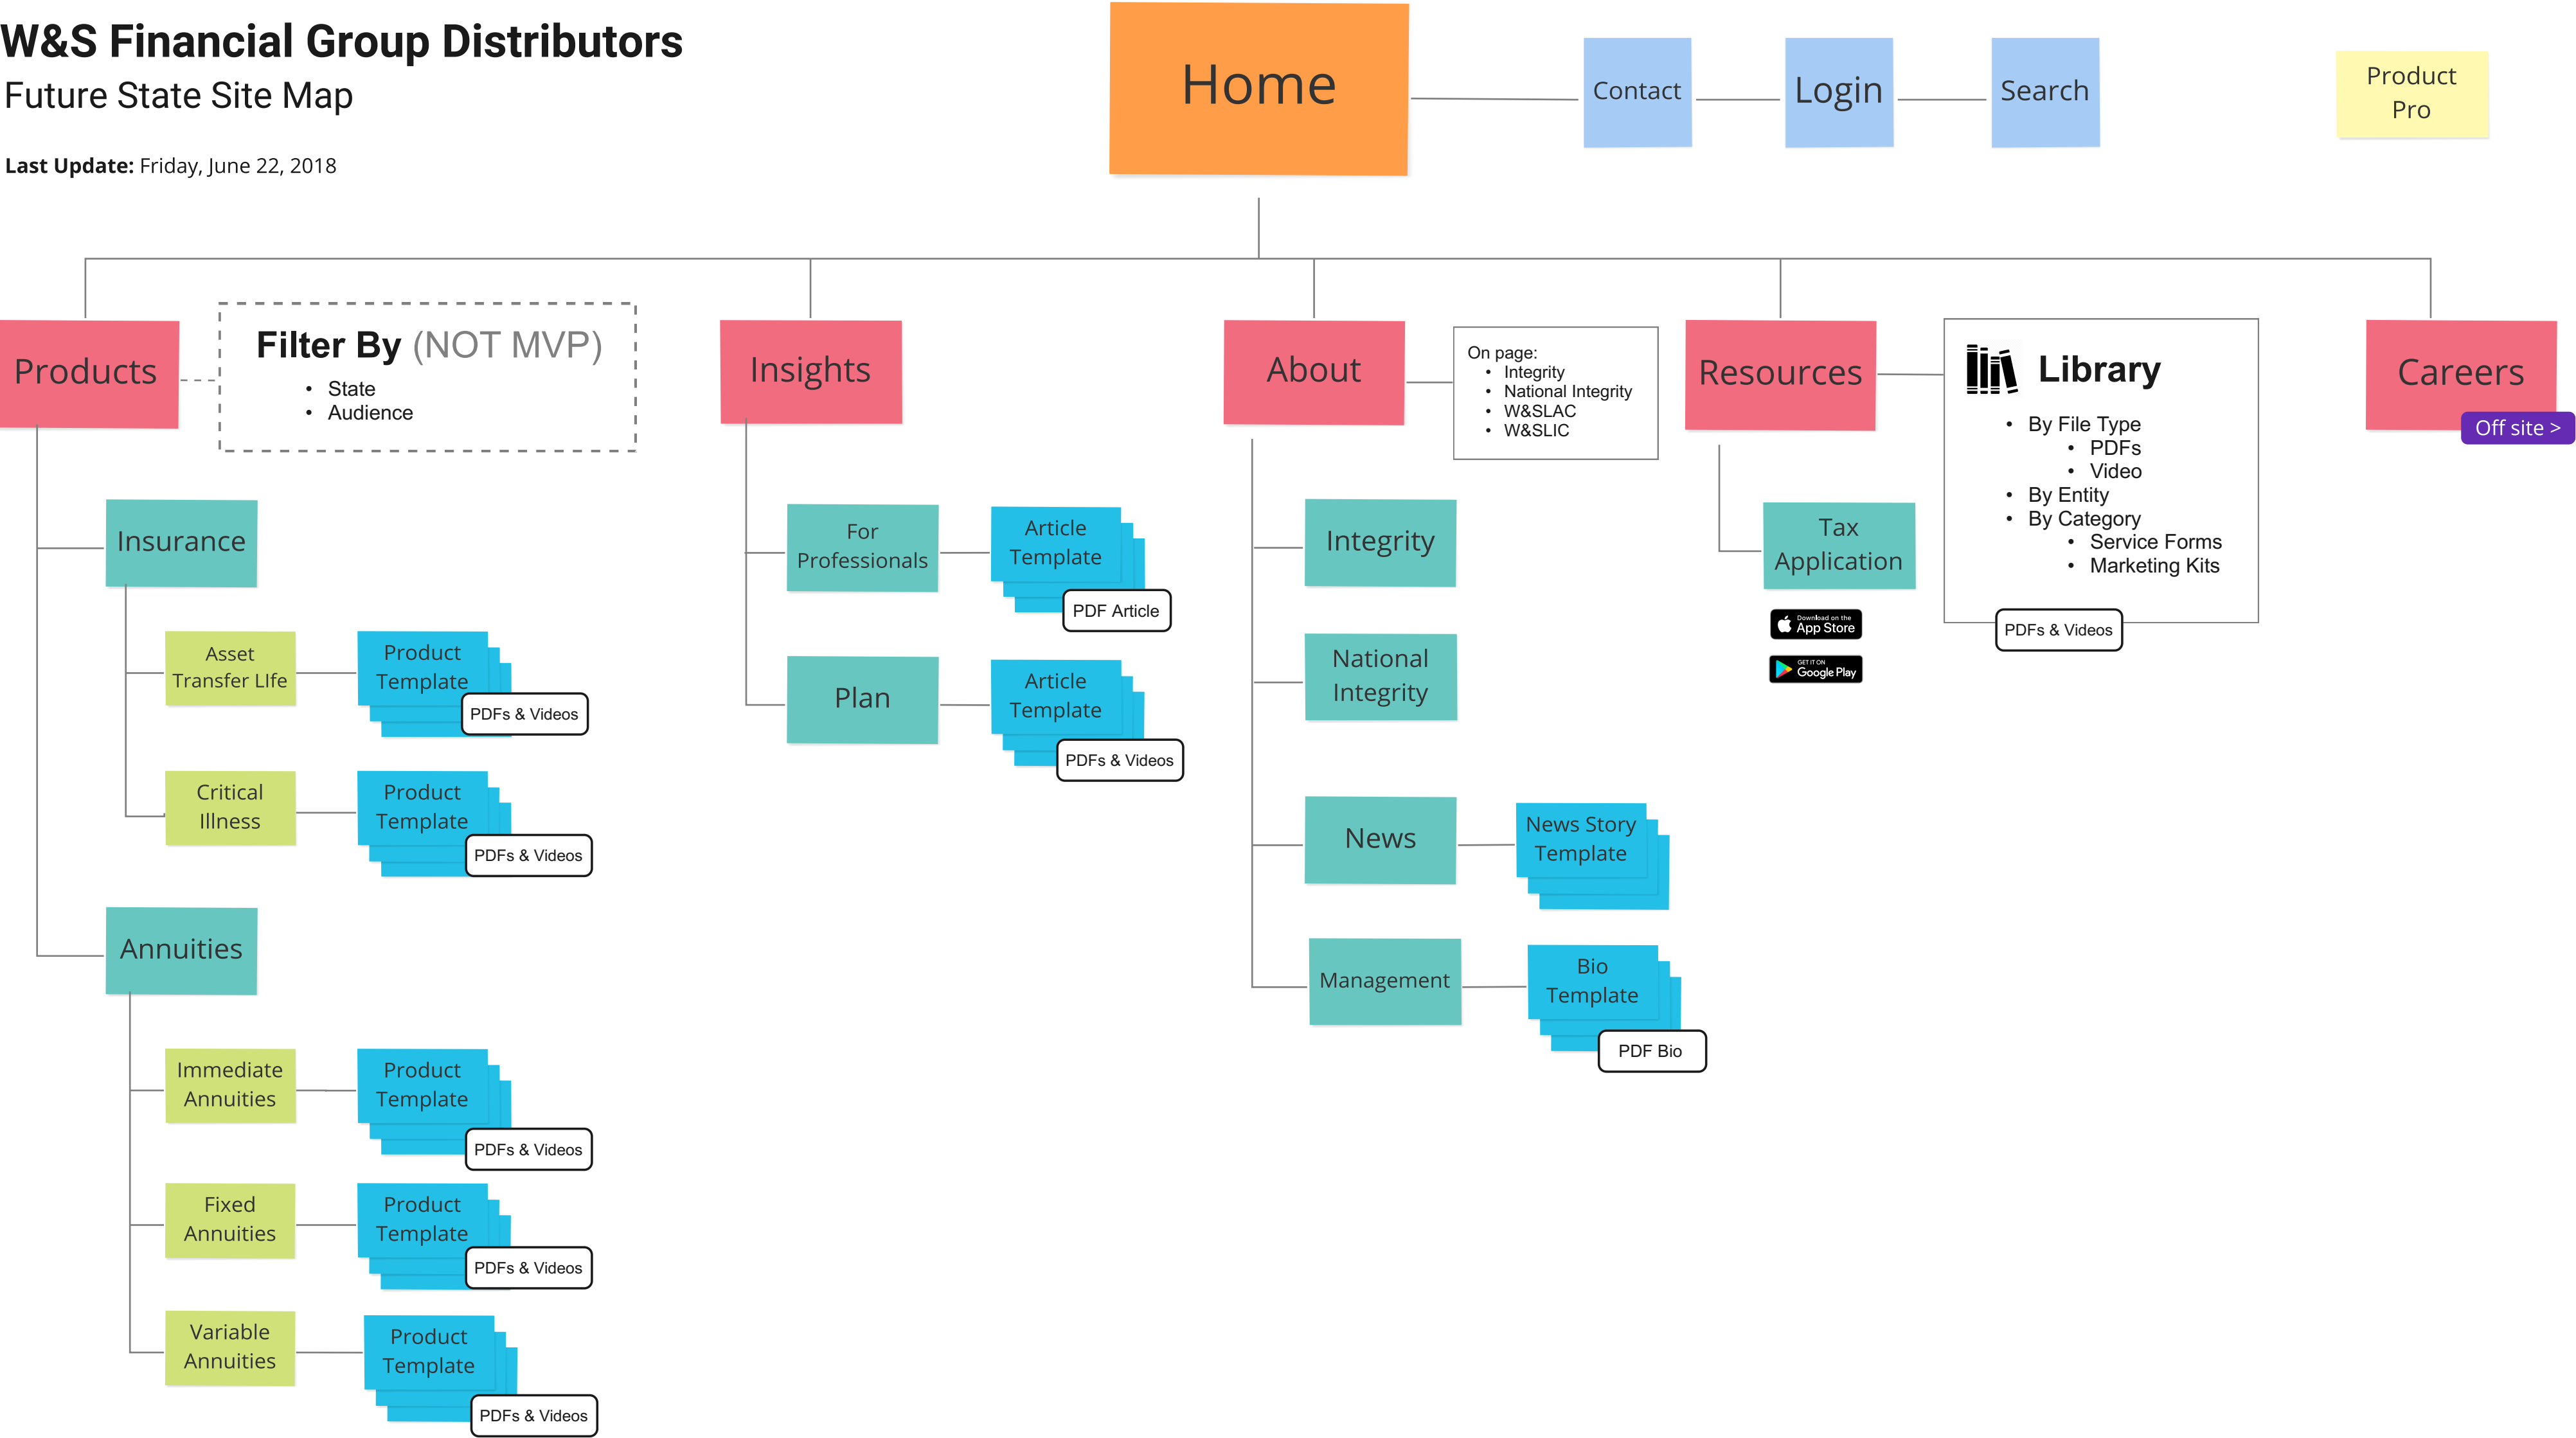 W&S Financial Group Distributors
Future State Site Map
Last Update: Friday, June 22, 2018
Home
Contact
Login
Search
Product
Pro
Products
Filter By (NOT MVP)
• State
• Audience
Insurance
Asset
Transfer LIfe
Product
Template
PDFs & Videos
Critical
Illness
Product
Template
PDFs & Videos
Annuities
Immediate
Annuities
Product
Template
PDFs & Videos
Fixed
Annuities
Product
Template
PDFs & Videos
Variable
Annuities
Product
Template
PDFs & Videos
Insights
For
Professionals
Article
Template
PDF Article
Plan
Article
Template
PDFs & Videos
About
On page:
• Integrity
• National Integrity
• W&SLAC
• W&SLIC
Integrity
National
Integrity
News
News Story
Template
Management
Bio
Template
PDF Bio
Resources
Library
• By File Type
• PDFs
• Video
• By Entity
• By Category
• Service Forms
• Marketing Kits
PDFs & Videos
Tax
Application
Download on the
App Store
GET IT ON
Google Play
Careers
Off site >